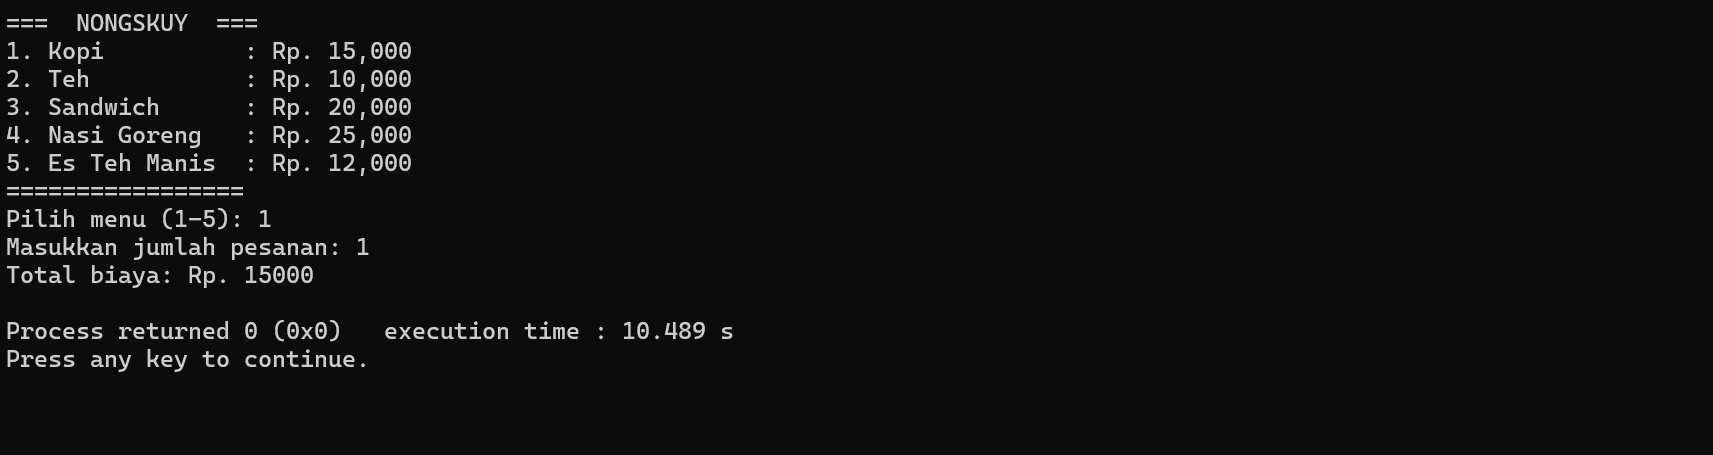 ===  NONGSKUY  ===
1. Kopi          : Rp. 15,000
2. Teh           : Rp. 10,000
3. Sandwich      : Rp. 20,000
4. Nasi Goreng   : Rp. 25,000
5. Es Teh Manis  : Rp. 12,000
=================
Pilih menu (1-5): 1
Masukkan jumlah pesanan: 1
Total biaya: Rp. 15000

Process returned 0 (0x0)   execution time : 10.489 s
Press any key to continue.